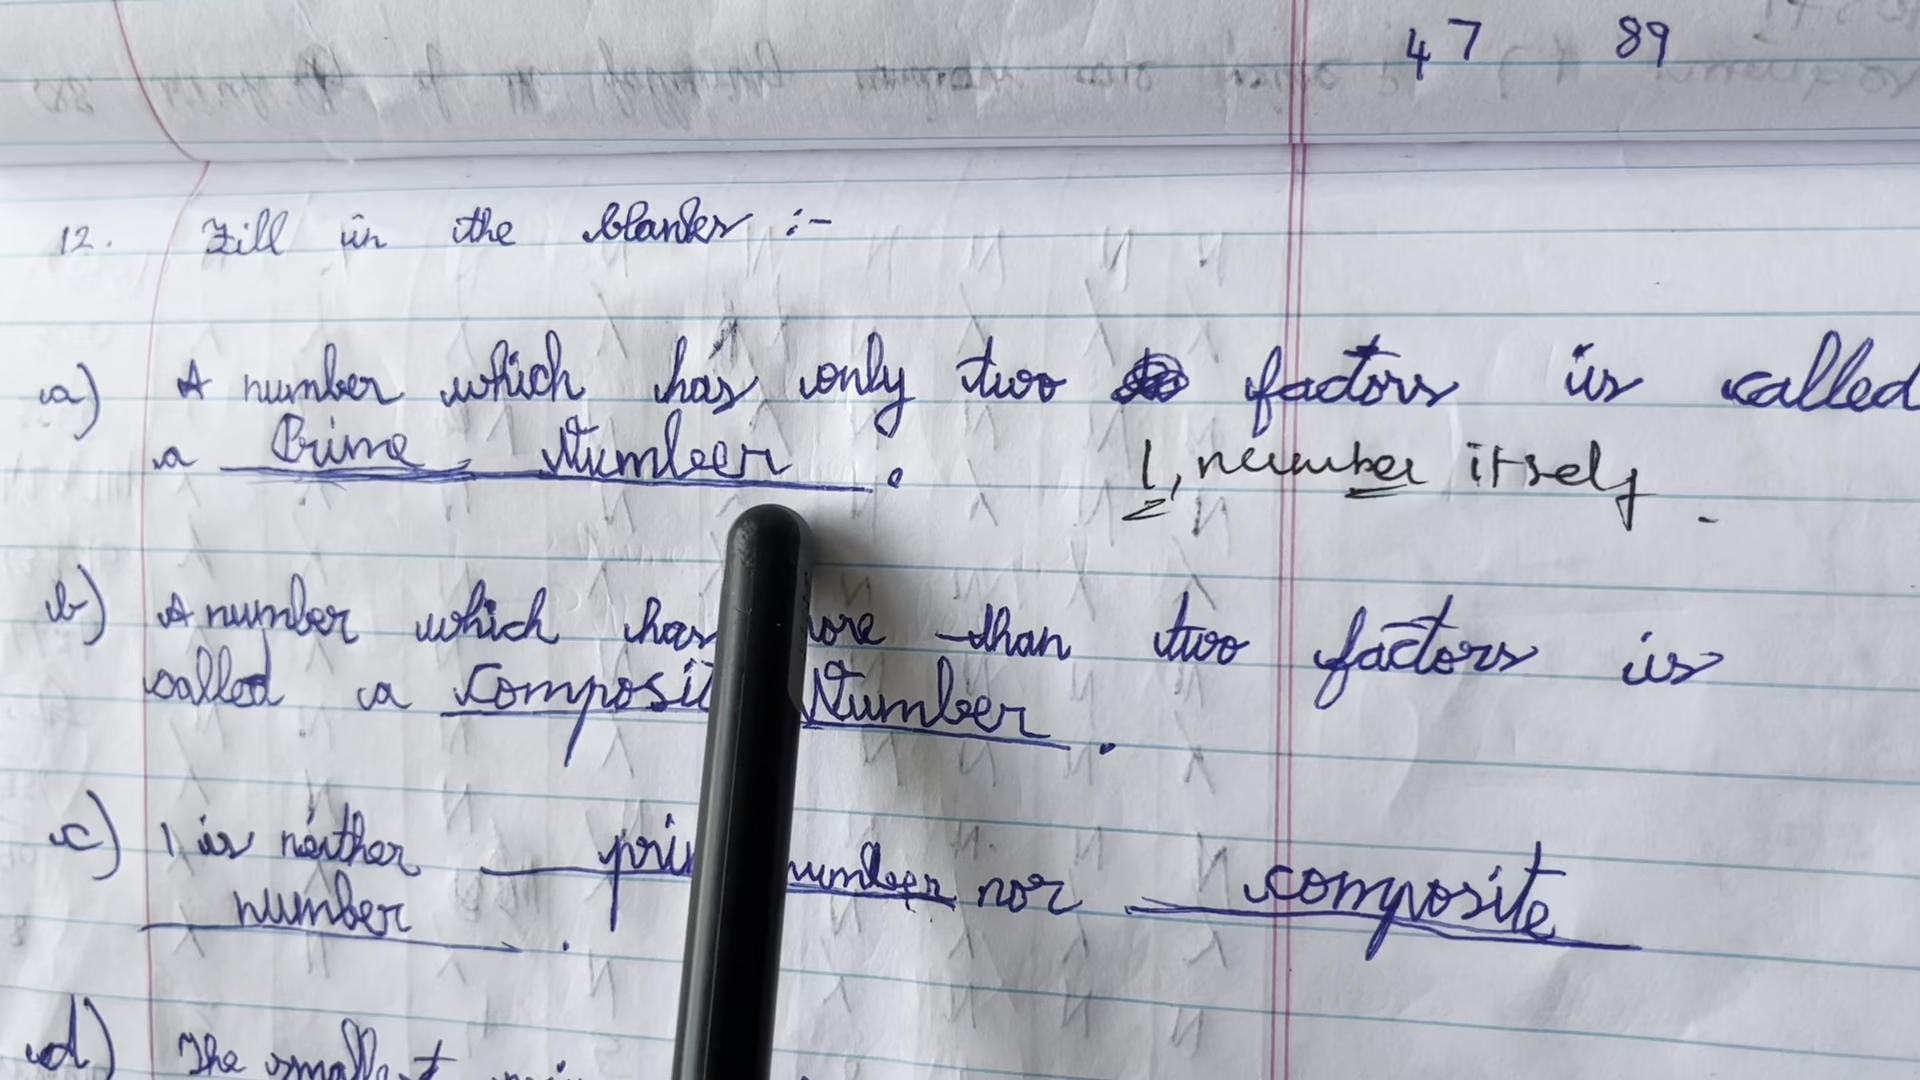 47 89
12. Fill in the blanks :-
a) A number which has only two factors is called
a Prime Number .
1, number itself .
b) A number which has more than two factors is
called a Composite Number .
c) 1 is neither prime number nor composite
number .
d) The smallest